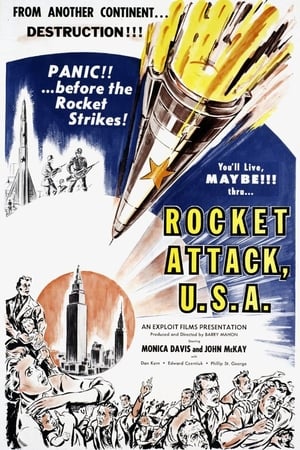 FROM ANOTHER CONTINENT...
DESTRUCTION!!!
PANIC!!
...before the
Rocket
Strikes!
You'll Live,
MAYBE!!!
thru...
ROCKET
ATTACK,
U.S.A.
AN EXPLOIT FILMS PRESENTATION
Produced and Directed by BARRY MAHON
starring
MONICA DAVIS and JOHN McKAY
with
Dan Kern • Edward Czerniuk • Phillip St. George